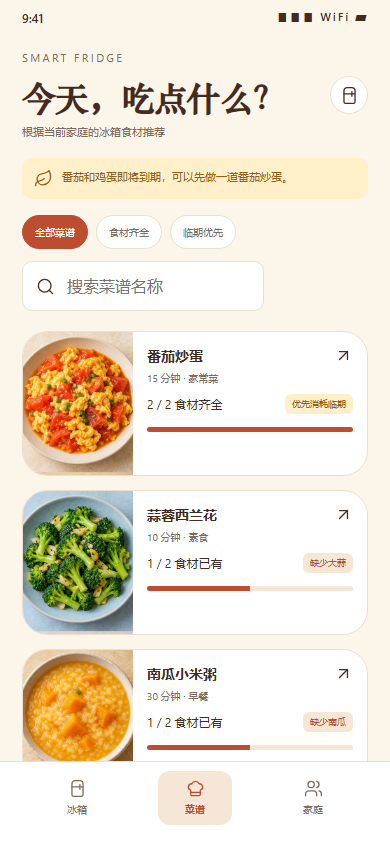 9:41
WiFi
SMART FRIDGE
今天，吃点什么？
根据当前家庭的冰箱食材推荐
番茄和鸡蛋即将到期，可以先做一道番茄炒蛋。
全部菜谱 食材齐全 临期优先
搜索菜谱名称
番茄炒蛋
15 分钟 · 家常菜
2 / 2 食材齐全 优先消耗临期
蒜蓉西兰花
10 分钟 · 素食
1 / 2 食材已有 缺少大蒜
南瓜小米粥
30 分钟 · 早餐
1 / 2 食材已有 缺少南瓜
冰箱 菜谱 家庭